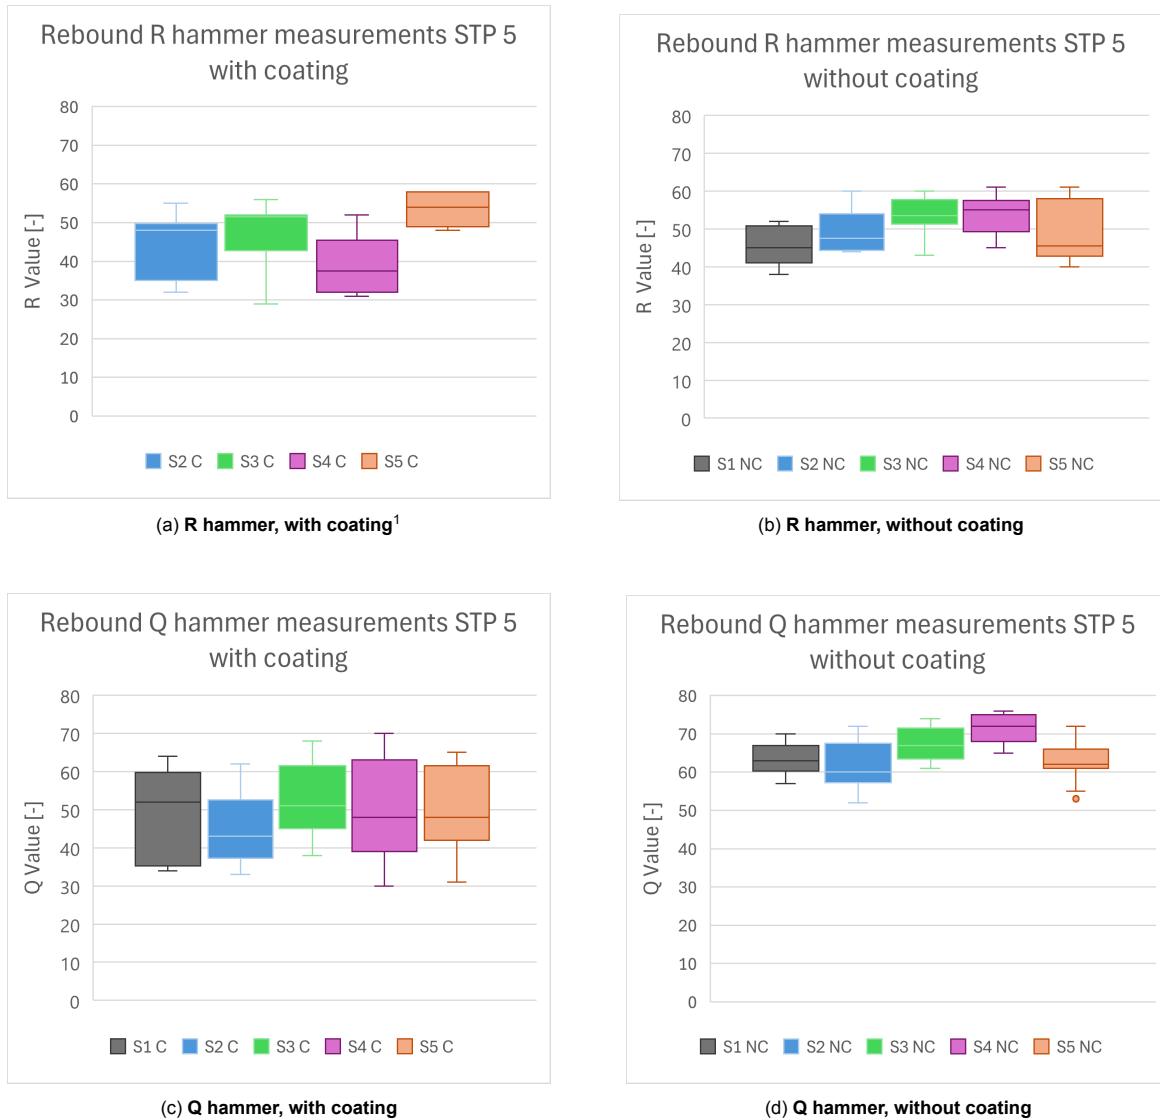 Rebound R hammer measurements STP 5
with coating
R Value [-]
80
70
60
50
40
30
20
10
0
S2 C S3 C S4 C S5 C
(a) R hammer, with coating1
Rebound R hammer measurements STP 5
without coating
R Value [-]
80
70
60
50
40
30
20
10
0
S1 NC S2 NC S3 NC S4 NC S5 NC
(b) R hammer, without coating
Rebound Q hammer measurements STP 5
with coating
Q Value [-]
80
70
60
50
40
30
20
10
0
S1 C S2 C S3 C S4 C S5 C
(c) Q hammer, with coating
Rebound Q hammer measurements STP 5
without coating
Q Value [-]
80
70
60
50
40
30
20
10
0
S1 NC S2 NC S3 NC S4 NC S5 NC
(d) Q hammer, without coating